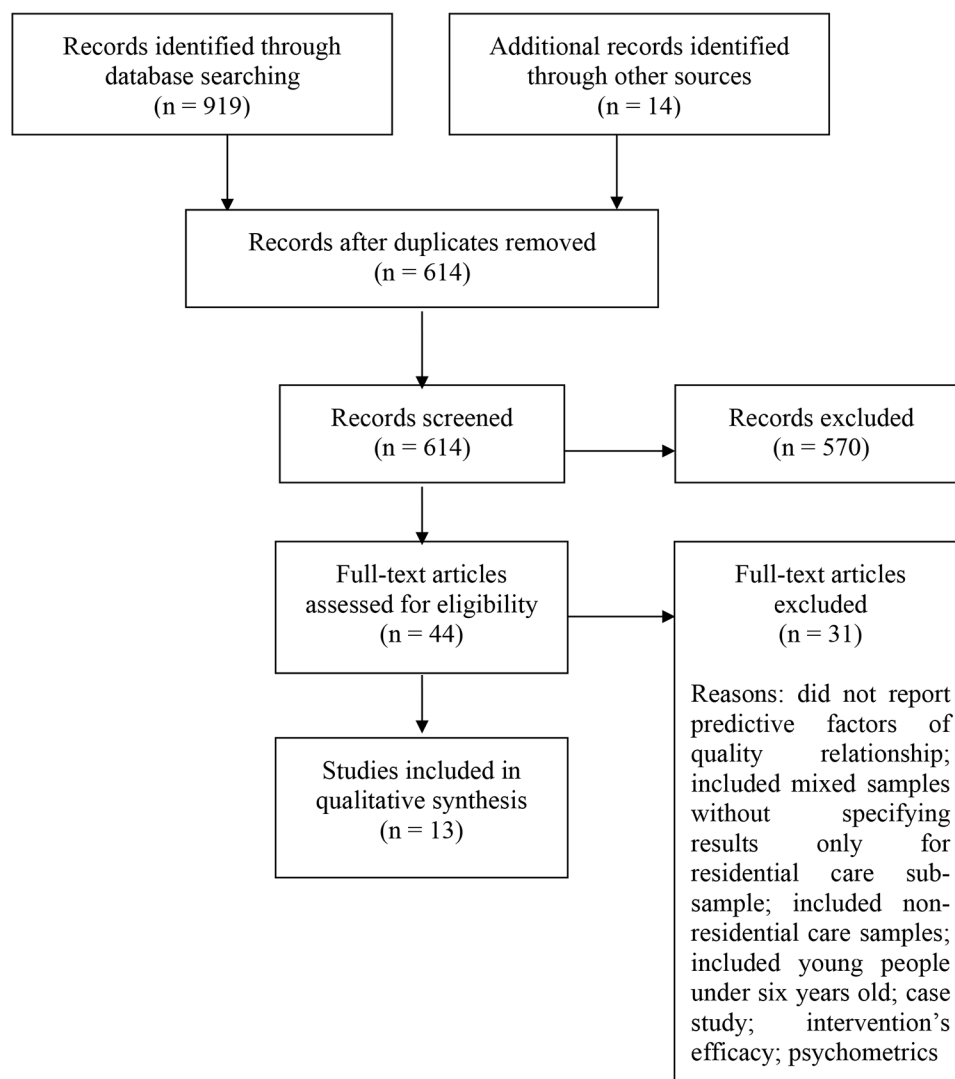 Records identified through
database searching
(n = 919)
Additional records identified
through other sources
(n = 14)
Records after duplicates removed
(n = 614)
Records screened
(n = 614)
Records excluded
(n = 570)
Full-text articles
assessed for eligibility
(n = 44)
Full-text articles
excluded
(n = 31)
Reasons: did not report
predictive factors of
quality relationship;
included mixed samples
without specifying
results only for
residential care sub-
sample; included non-
residential care samples;
included young people
under six years old; case
study; intervention’s
efficacy; psychometrics
Studies included in
qualitative synthesis
(n = 13)